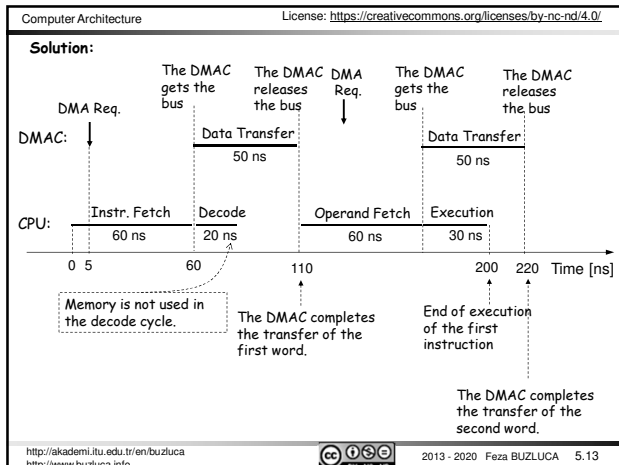 Computer Architecture
License: https://creativecommons.org/licenses/by-nc-nd/4.0/
Solution:
The DMAC
gets the
bus
The DMAC
releases
the bus
DMA
Req.
The DMAC
gets the
bus
The DMAC
releases
the bus
DMA Req.
DMAC:
Data Transfer
50 ns
Data Transfer
50 ns
CPU:
Instr. Fetch
60 ns
Decode
20 ns
Operand Fetch
60 ns
Execution
30 ns
0 5 60 110 200 220 Time [ns]
Memory is not used in
the decode cycle.
The DMAC completes
the transfer of the
first word.
End of execution
of the first
instruction
The DMAC completes
the transfer of the
second word.
http://akademi.itu.edu.tr/en/buzluca
http://www.buzluca.info
cc
2013 - 2020 Feza BUZLUCA 5.13